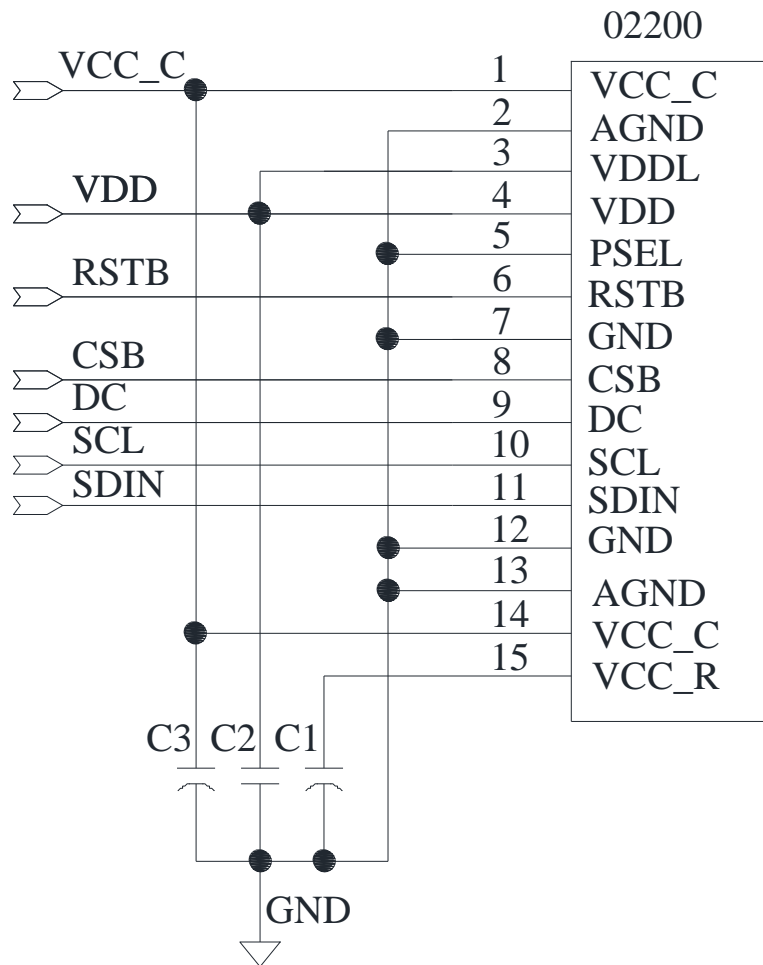 02200
VCC_C
1
VCC_C
2
AGND
3
VDDL
VDD
4
VDD
5
PSEL
RSTB
6
RSTB
7
GND
CSB
8
CSB
DC
9
DC
SCL
10
SCL
SDIN
11
SDIN
12
GND
13
AGND
14
VCC_C
15
VCC_R
C3
C2
C1
GND